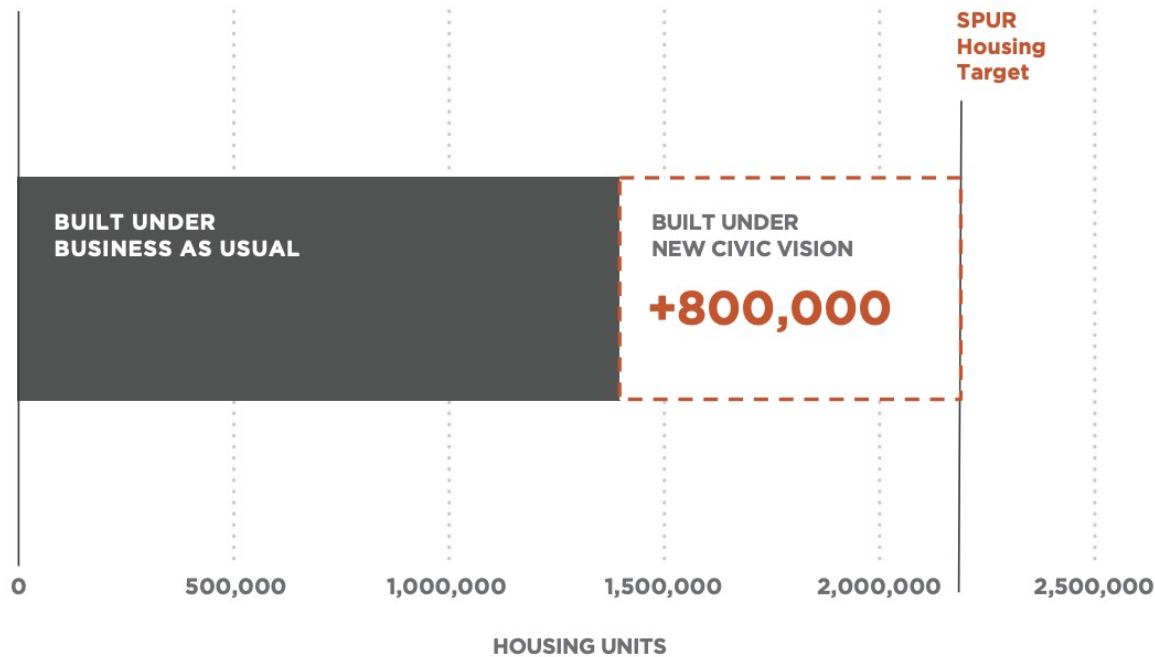 SPUR
Housing
Target
BUILT UNDER
BUSINESS AS USUAL
BUILT UNDER
NEW CIVIC VISION
+800,000
0
500,000
1,000,000
1,500,000
2,000,000
2,500,000
HOUSING UNITS